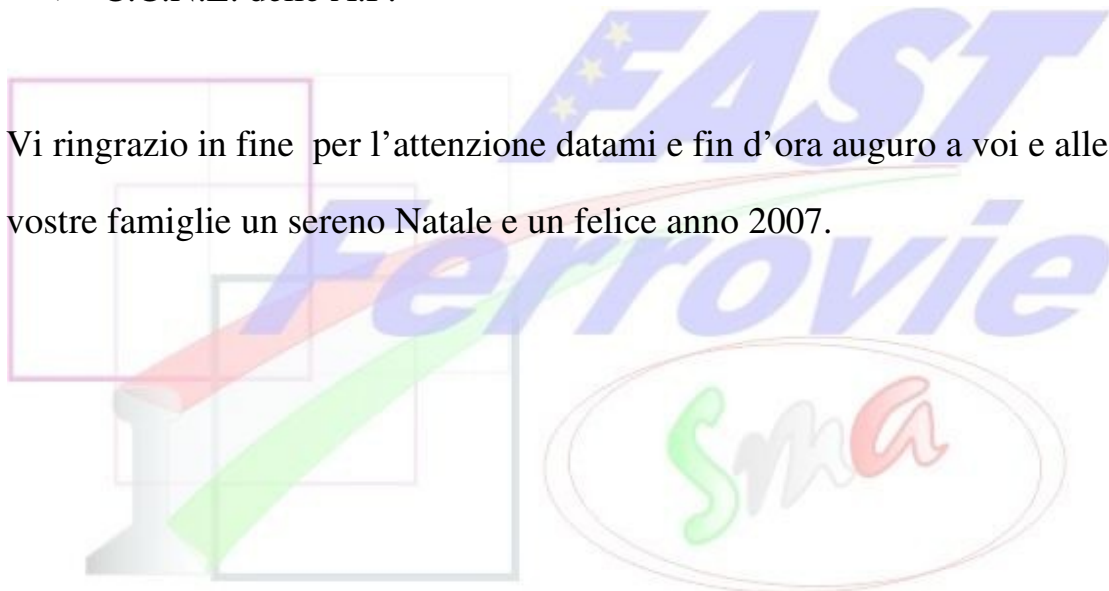 FAST
Vi ringrazio in fine per l'attenzione datami e fin d'ora auguro a voi e alle
vostre famiglie un sereno Natale e un felice anno 2007.
Ferrovie
sma